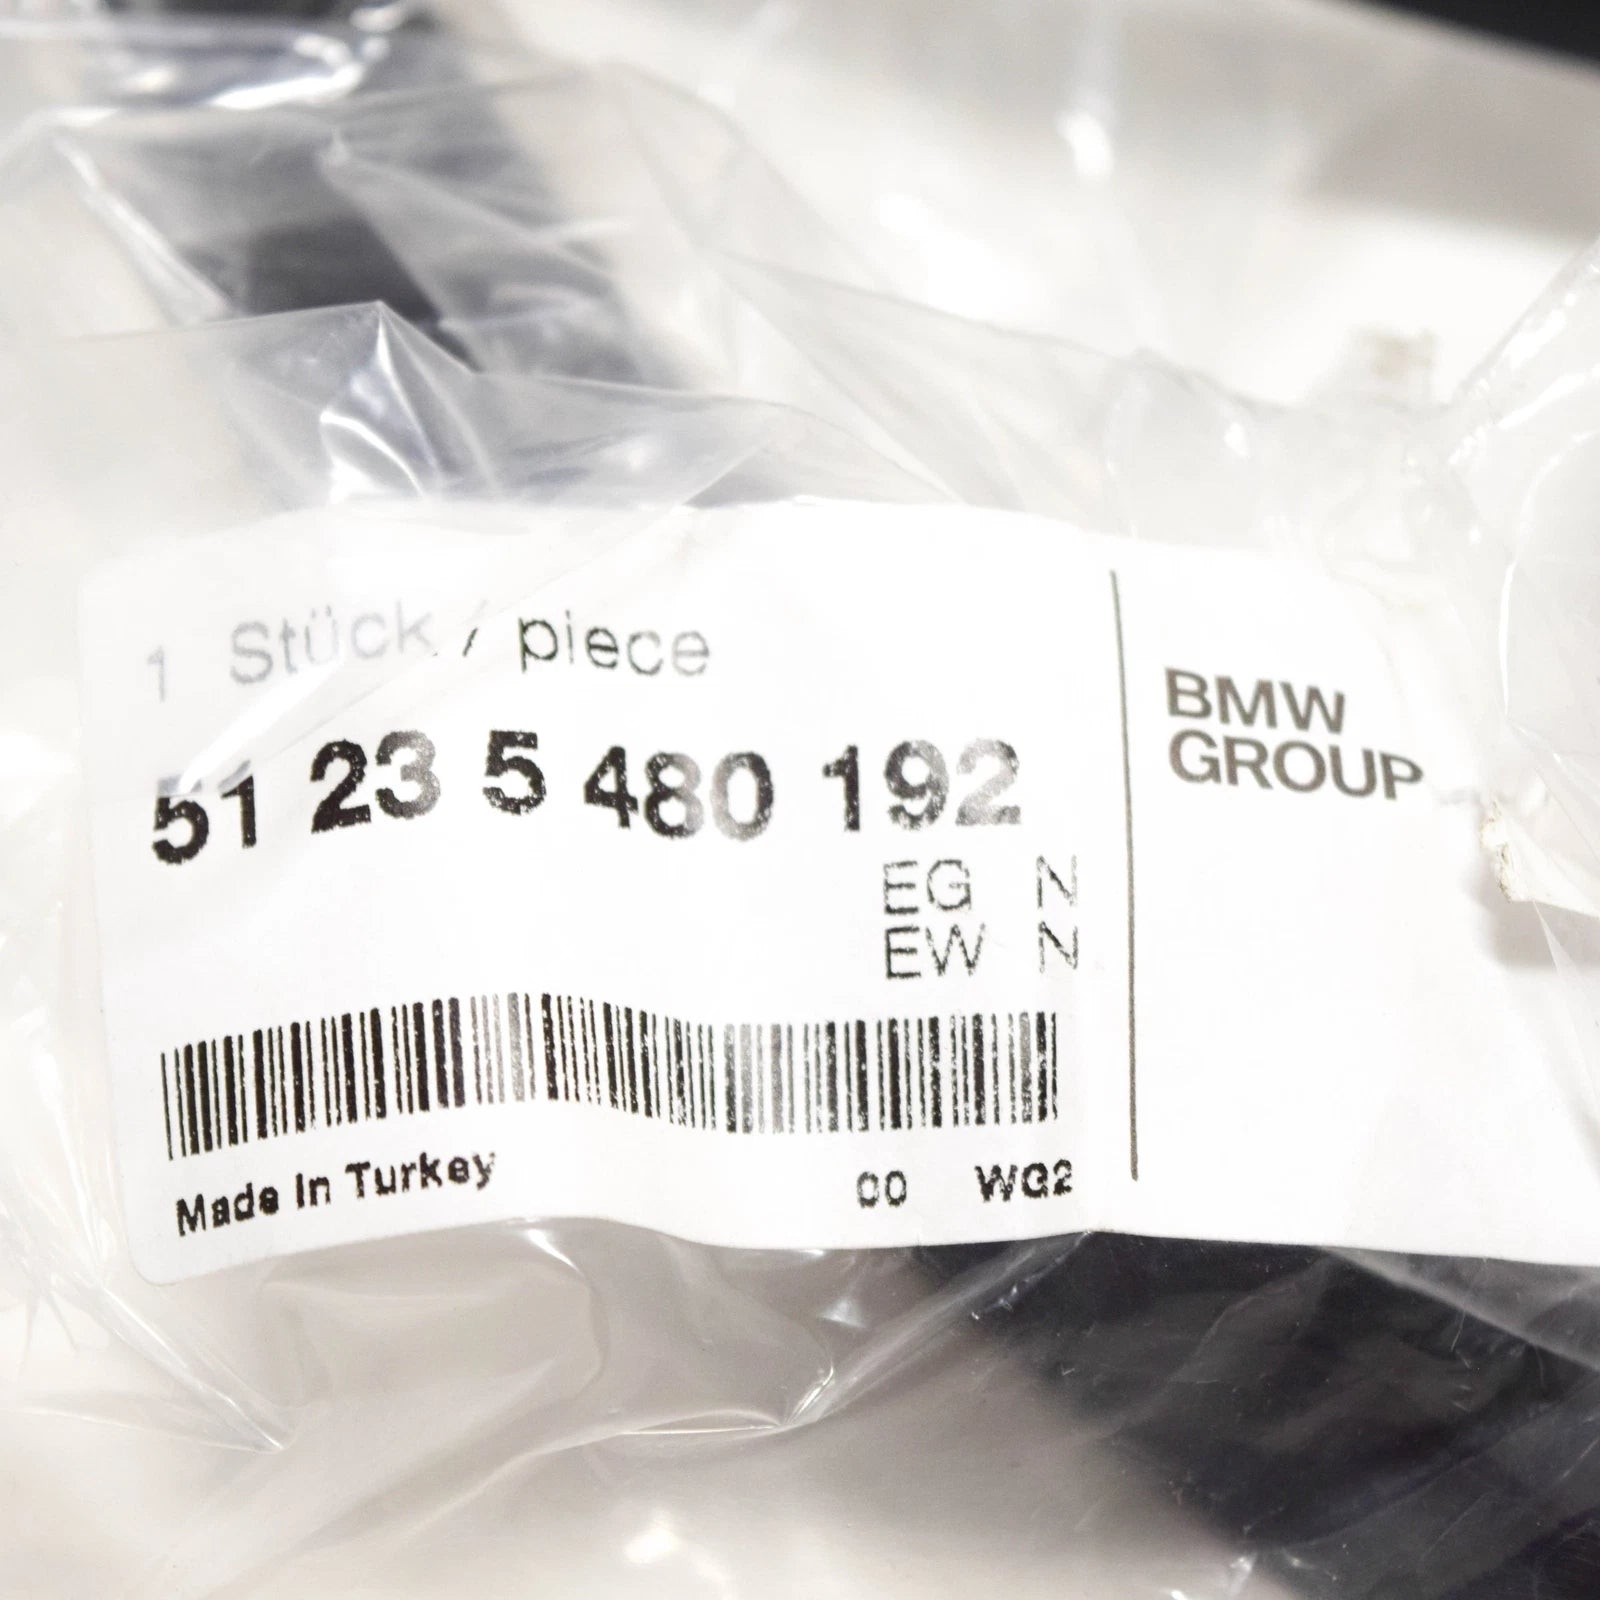 1 Stück / piece
51 23 5 480 192
EG N
EW N
Made In Turkey 00 WG2
BMW
GROUP